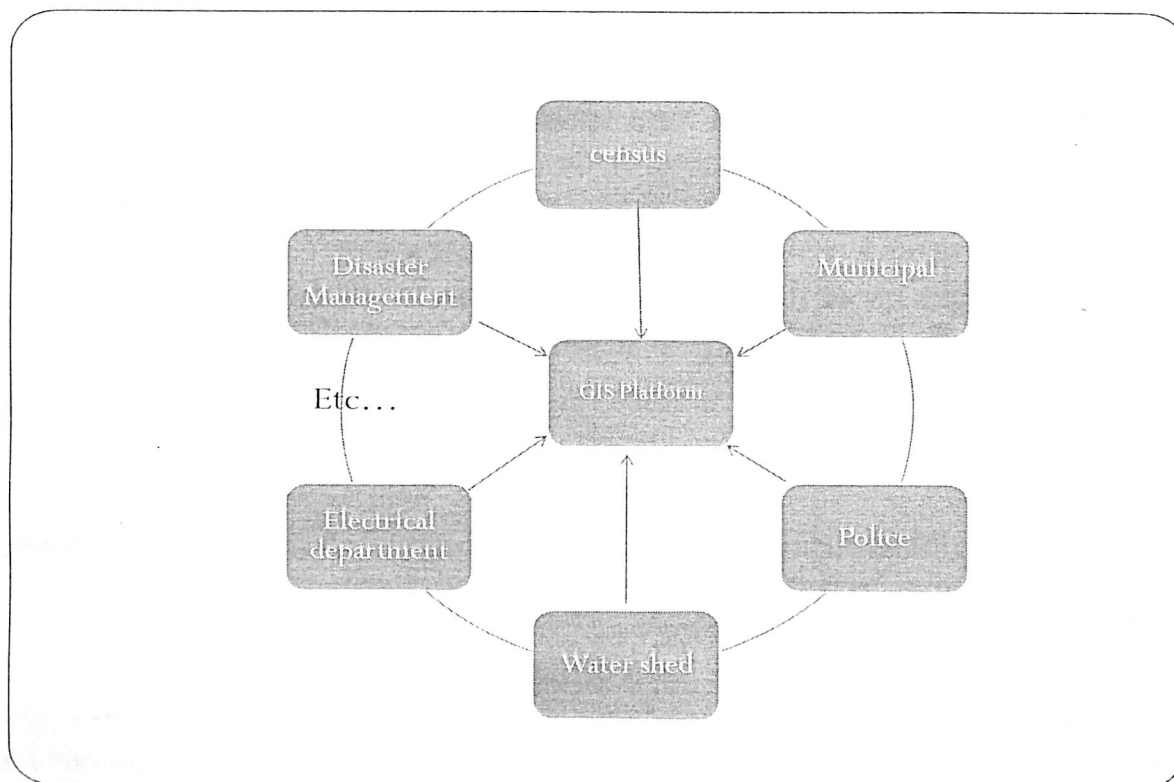 census
Disaster
Management
Municipal
GIS Platform
Etc...
Electrical
department
Police
Water shed